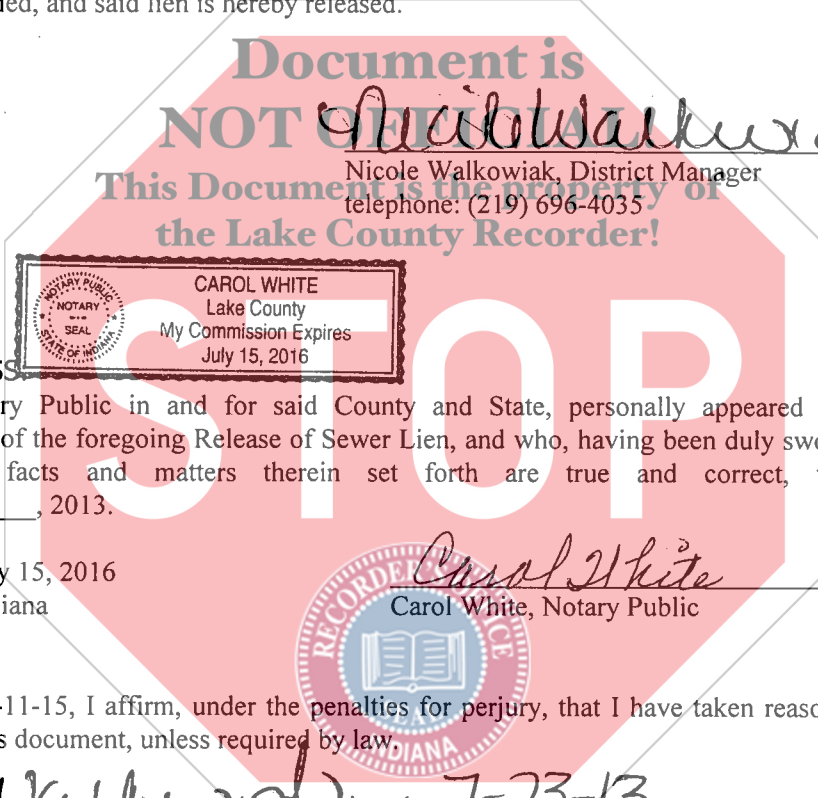 ed, and said lien is hereby released.
Document is
NOT OFFICIAL!
This Document is the property of
the Lake County Recorder!
Nicole Walkowiak, District Manager
telephone: (219) 696-4035
NOTARY PUBLIC
NOTARY
SEAL
STATE OF INDIANA
CAROL WHITE
Lake County
My Commission Expires
July 15, 2016
STOP
SS
ry Public in and for said County and State, personally appeared
of the foregoing Release of Sewer Lien, and who, having been duly swo
facts and matters therein set forth are true and correct,
, 2013.
y 15, 2016
iana
Carol White
Carol White, Notary Public
RECORDER'S OFFICE
SEAL
INDIANA
-11-15, I affirm, under the penalties for perjury, that I have taken reaso
s document, unless required by law.
7-23-13